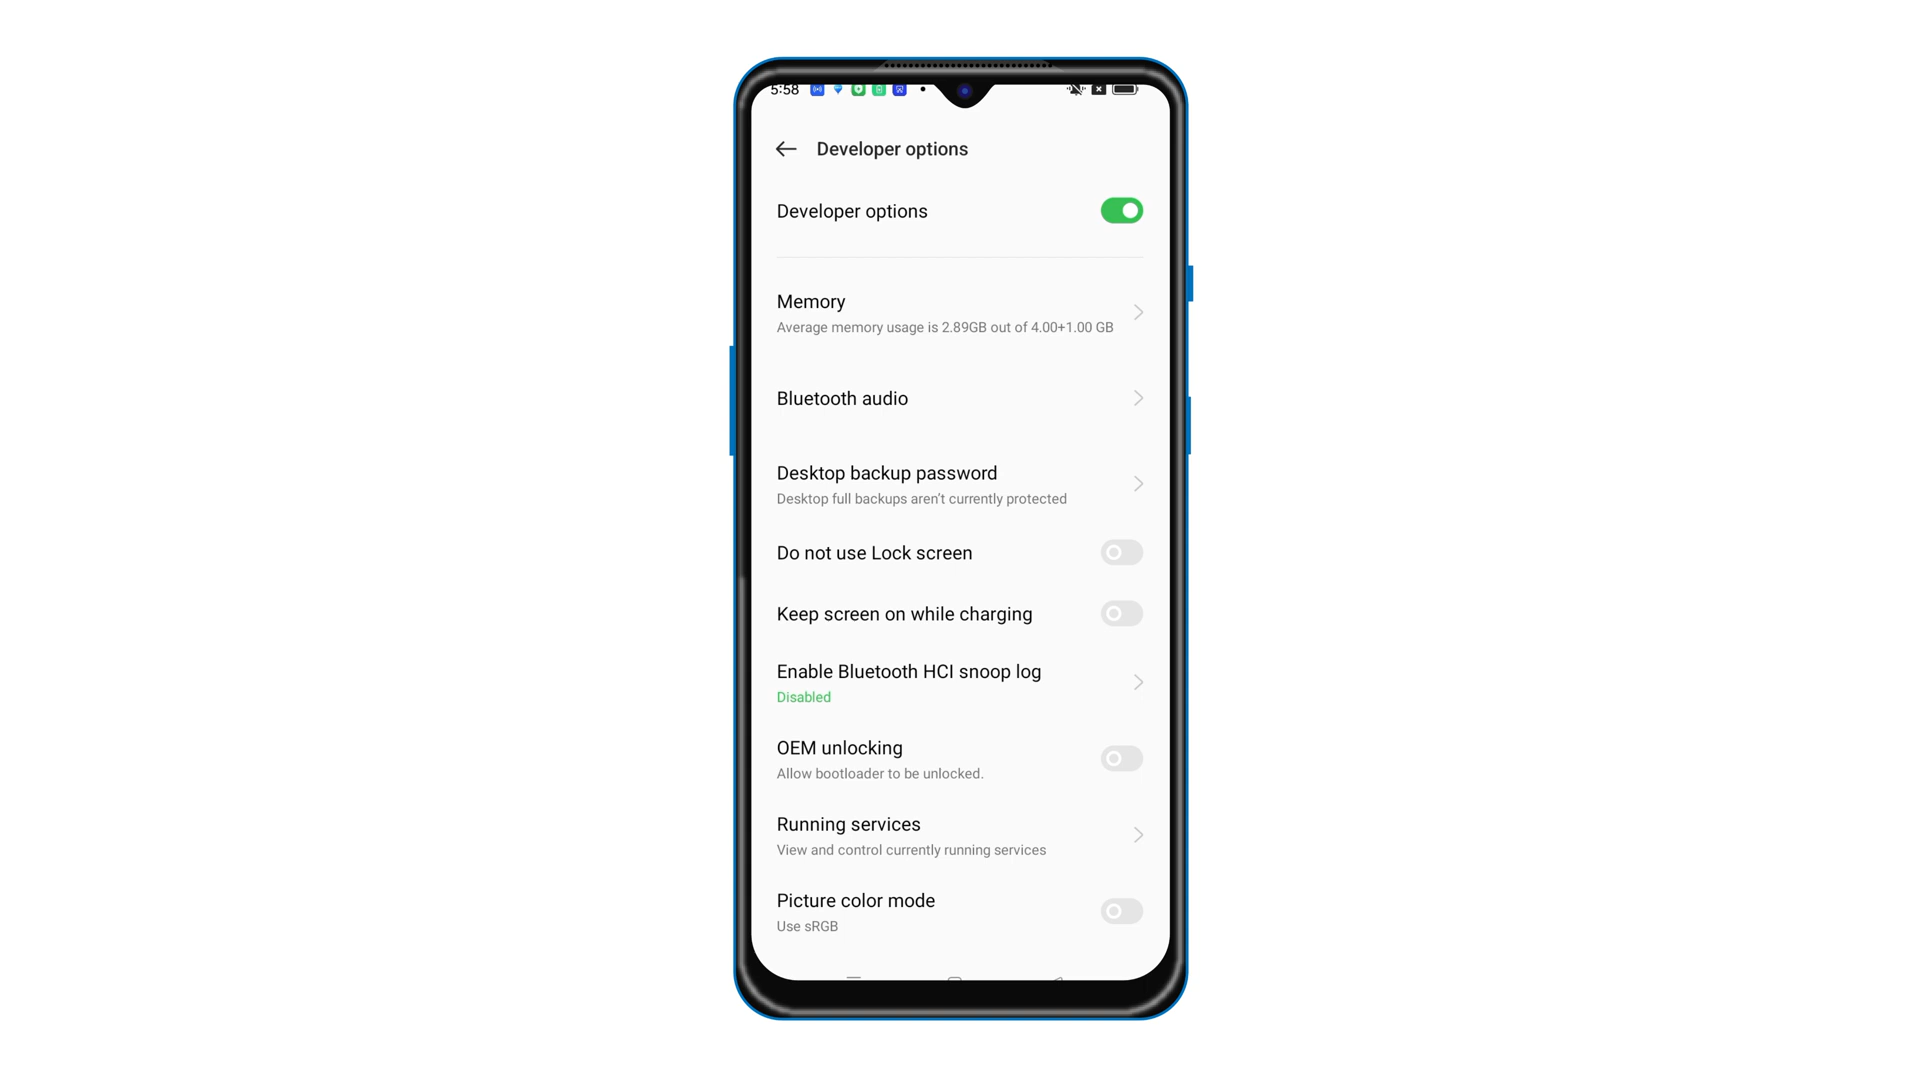 5:58
Developer options
Developer options
Memory
Average memory usage is 2.89GB out of 4.00+1.00 GB
Bluetooth audio
Desktop backup password
Desktop full backups aren't currently protected
Do not use Lock screen
Keep screen on while charging
Enable Bluetooth HCI snoop log
Disabled
OEM unlocking
Allow bootloader to be unlocked.
Running services
View and control currently running services
Picture color mode
Use sRGB